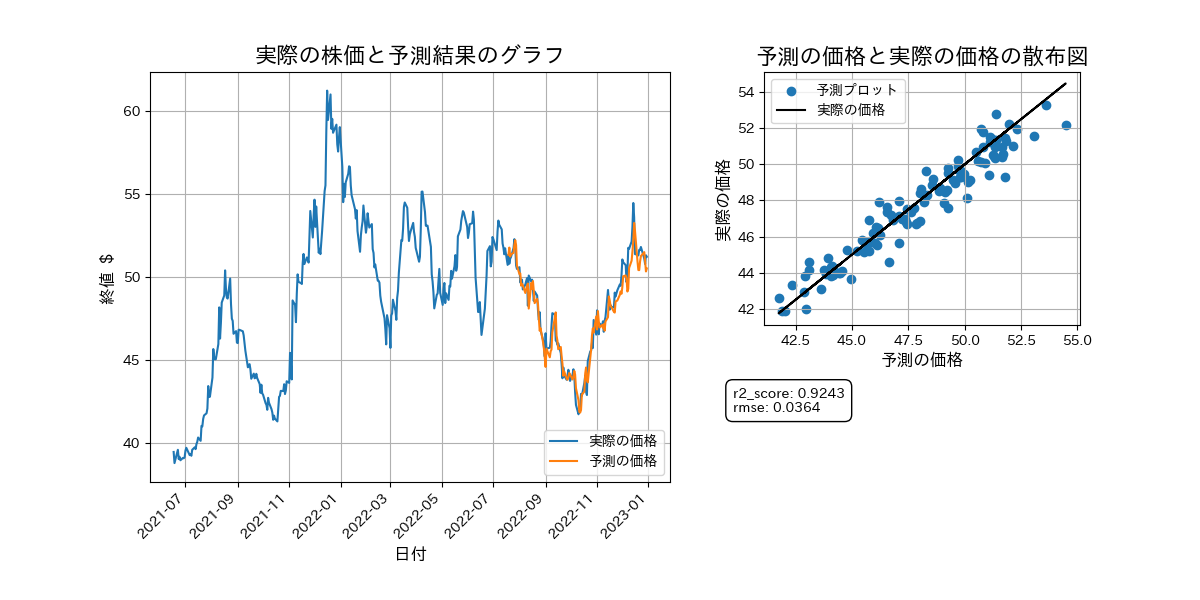 実際の株価と予測結果のグラフ
終値 $
60
55
50
45
40
実際の価格
予測の価格
2021-07
2021-09
2021-11
2022-01
2022-03
2022-05
2022-07
2022-09
2022-11
2023-01
日付
予測の価格と実際の価格の散布図
実際の価格
54
52
50
48
46
44
42
予測プロット
実際の価格
42.5
45.0
47.5
50.0
52.5
55.0
予測の価格
r2_score: 0.9243
rmse: 0.0364